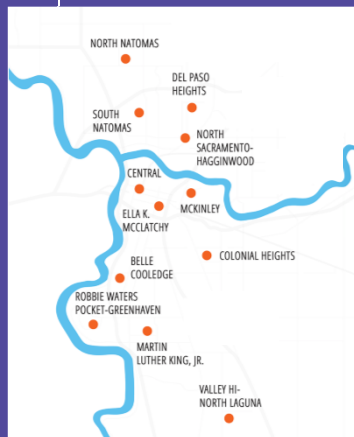 NORTH NATOMAS
DEL PASO
HEIGHTS
SOUTH
NATOMAS
NORTH
SACRAMENTO-
HAGGINWOOD
CENTRAL
ELLA K.
MCCLATCHY
MCKINLEY
COLONIAL HEIGHTS
BELLE
COOLEDGE
ROBBIE WATERS
POCKET-GREENHAVEN
MARTIN
LUTHER KING, JR.
VALLEY HI-
NORTH LAGUNA